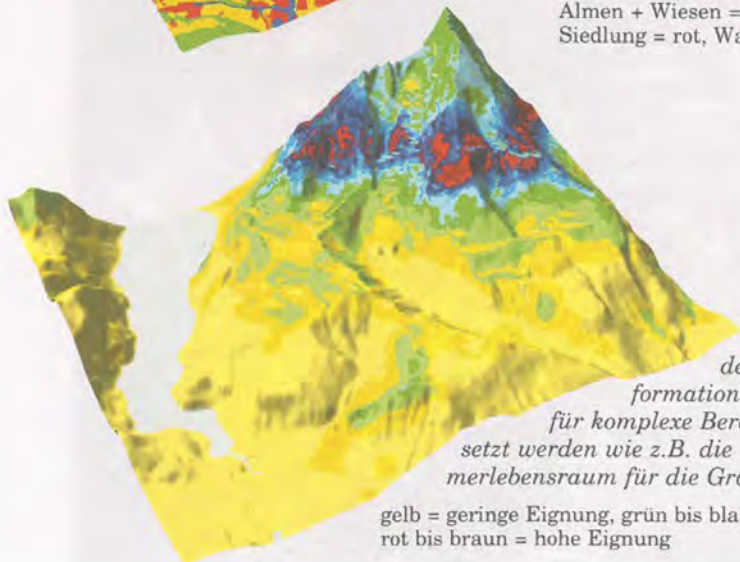 Almen + Wiesen =
Siedlung = rot, Wa
de
formation
für komplexe Ber
setzt werden wie z.B. die
merlebensraum für die Gra
gelb = geringe Eignung, grün bis bla
rot bis braun = hohe Eignung